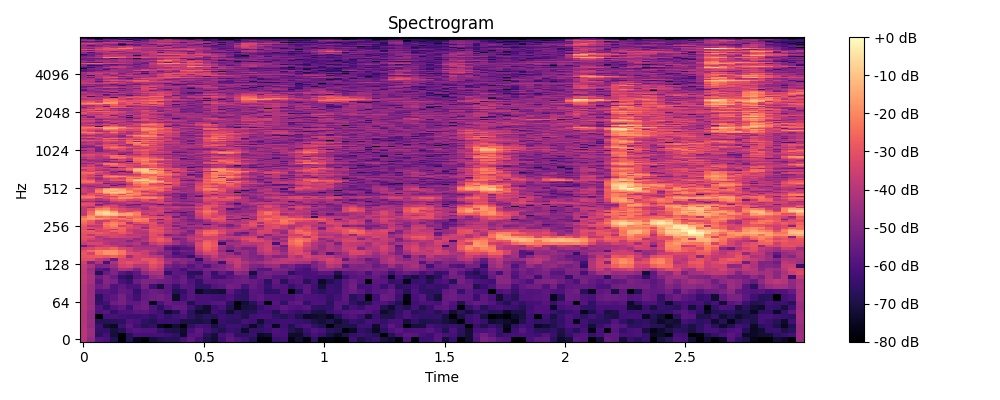 Spectrogram
Hz
4096
2048
1024
512
256
128
64
0
0
0.5
1
1.5
2
2.5
Time
+0 dB
-10 dB
-20 dB
-30 dB
-40 dB
-50 dB
-60 dB
-70 dB
-80 dB